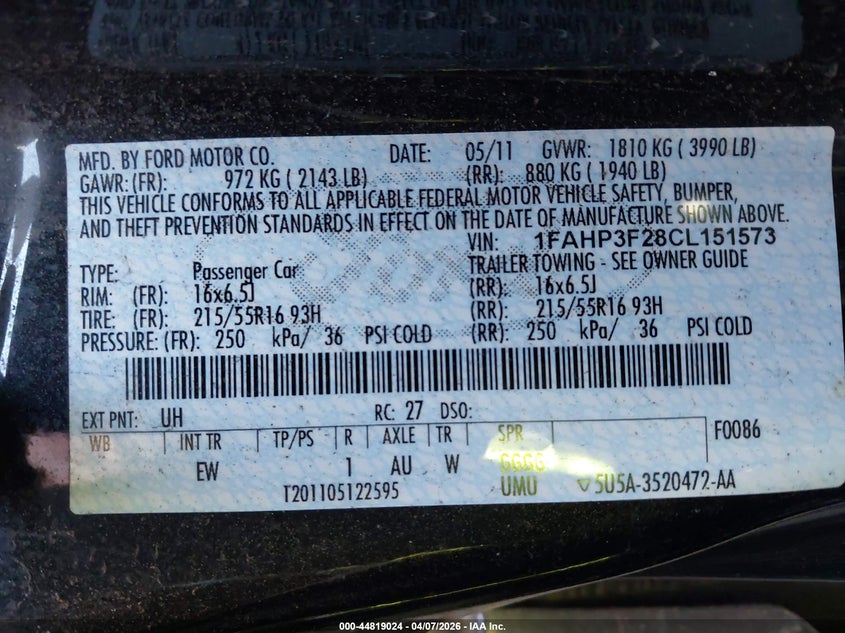 MFD. BY FORD MOTOR CO. DATE: 05/11 GVWR: 1810 KG ( 3990 LB)
GAWR: (FR): 972 KG ( 2143 LB) (RR): 880 KG ( 1940 LB)
THIS VEHICLE CONFORMS TO ALL APPLICABLE FEDERAL MOTOR VEHICLE SAFETY, BUMPER,
AND THEFT PREVENTION STANDARDS IN EFFECT ON THE DATE OF MANUFACTURE SHOWN ABOVE.
VIN: 1FAHP3F28CL151573
TYPE: Passenger Car TRAILER TOWING - SEE OWNER GUIDE
RIM: (FR): 16x6.5J (RR): 16x6.5J
TIRE: (FR): 215/55R16 93H (RR): 215/55R16 93H
PRESSURE: (FR): 250 kPa/ 36 PSI COLD (RR): 250 kPa/ 36 PSI COLD
EXT PNT: UH RC: 27 DSO:
WB INT TR TP/PS R AXLE TR SPR F0086
EW 1 AU W GGGG
T201105122595 UMU ▽5U5A-3520472-AA
000-44819024 - 04/07/2026 - IAA Inc.